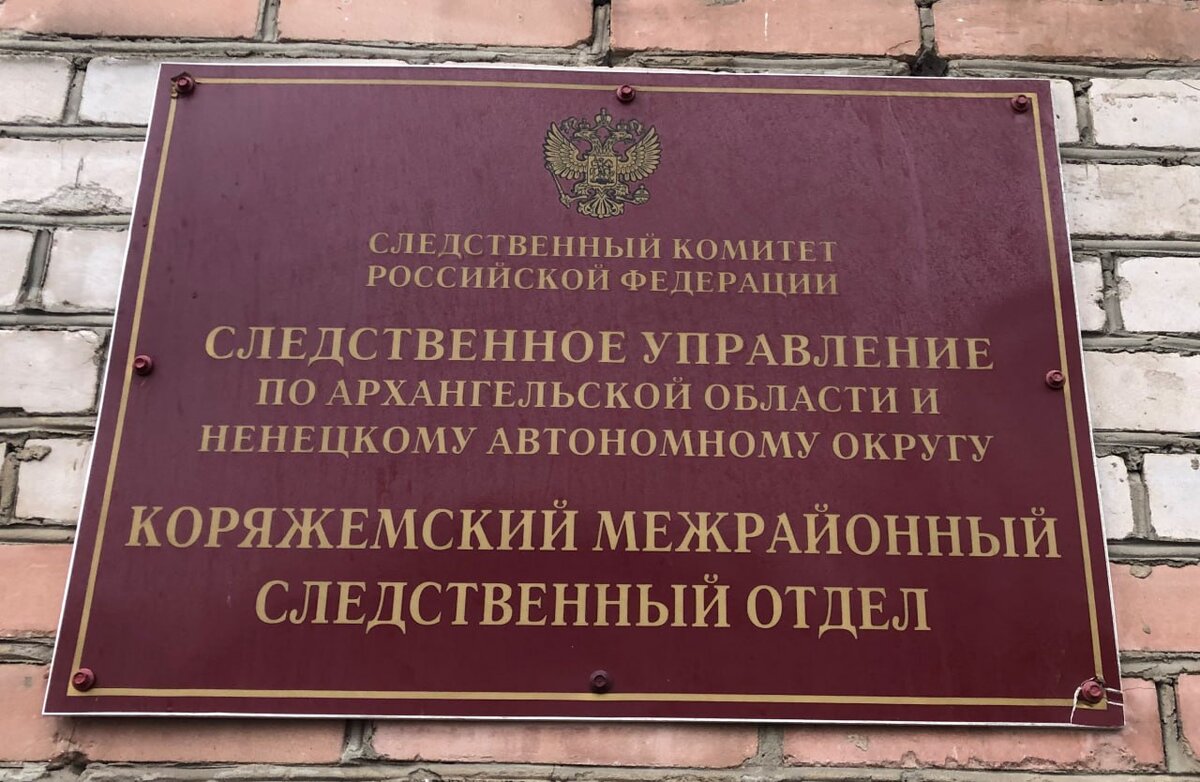 СЛЕДСТВЕННЫЙ КОМИТЕТ
РОССИЙСКОЙ ФЕДЕРАЦИИ
СЛЕДСТВЕННОЕ УПРАВЛЕНИЕ
ПО АРХАНГЕЛЬСКОЙ ОБЛАСТИ И
НЕНЕЦКОМУ АВТОНОМНОМУ ОКРУГУ
КОРЯЖЕМСКИЙ МЕЖРАЙОННЫЙ
СЛЕДСТВЕННЫЙ ОТДЕЛ